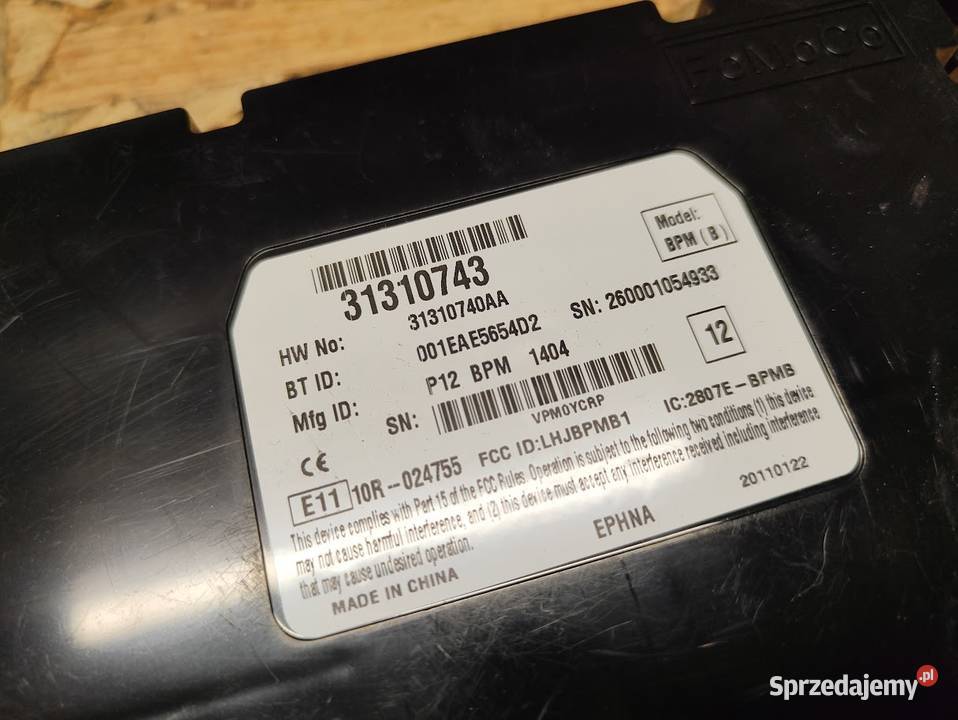 FoMoCo
Model:
BPM (B)
31310743
HW No: 31310740AA
BT ID: 001EAE5654D2 SN: 260001054933
Mfg ID: P12 BPM 1404
12
SN: VPM0YCRP
CE
E11 10R-024755 FCC ID:LHJBPMB1 IC:2807E-BPMB
This device complies with Part 15 of the FCC Rules. Operation is subject to the following two conditions (1) this device
may not cause harmful interference, and (2) this device must accept any interference received including interference
that may cause undesired operation.
20110122
MADE IN CHINA
EPHNA
Sprzedajemy.pl